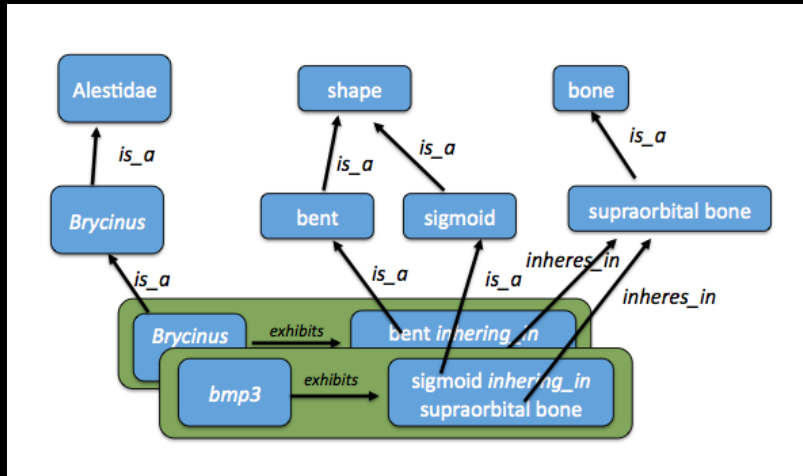 Alestidae
shape
bone
is_a
is_a
is_a
is_a
Brycinus
bent
sigmoid
supraorbital bone
is_a
is_a
is_a
inheres_in
inheres_in
Brycinus
exhibits
bent inhering_in
bmp3
exhibits
sigmoid inhering_in
supraorbital bone